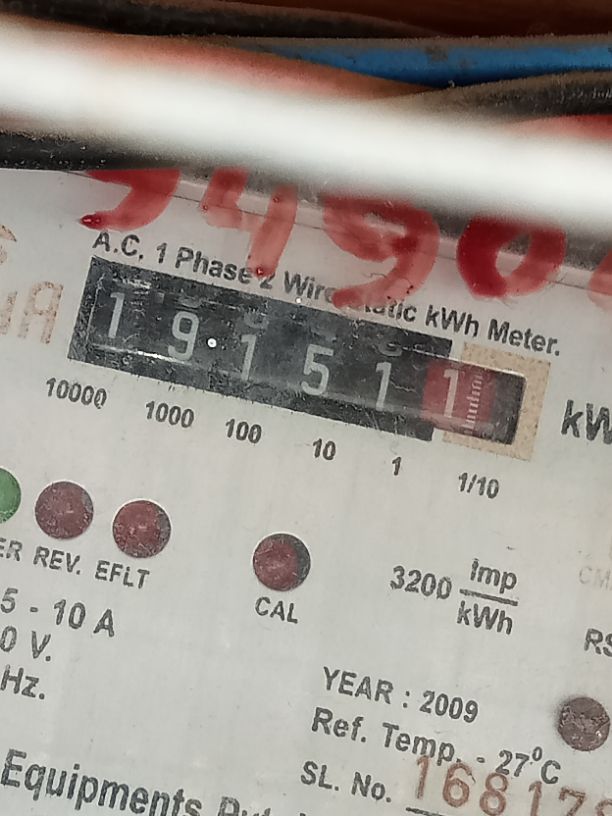 A.C. 1 Phase 2 Wire Static kWh Meter.
1 9 1 5 1 1
10000 1000 100 10 1 1/10
REV. EFLT
CAL
3200 Imp
kWh
5 - 10 A
V.
Hz.
YEAR : 2009
Ref. Temp. - 27°C
SL. No.
Equipments